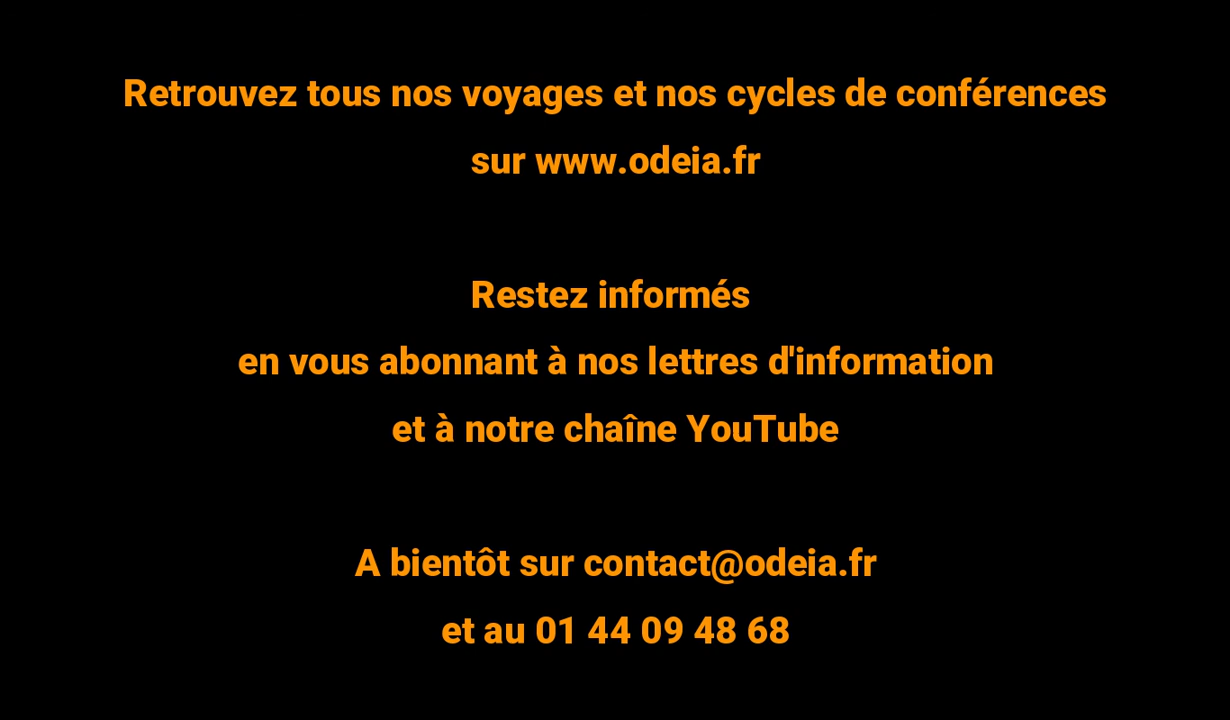 Retrouvez tous nos voyages et nos cycles de conférences
sur www.odeia.fr
Restez informés
en vous abonnant à nos lettres d'information
et à notre chaîne YouTube
A bientôt sur contact@odeia.fr
et au 01 44 09 48 68